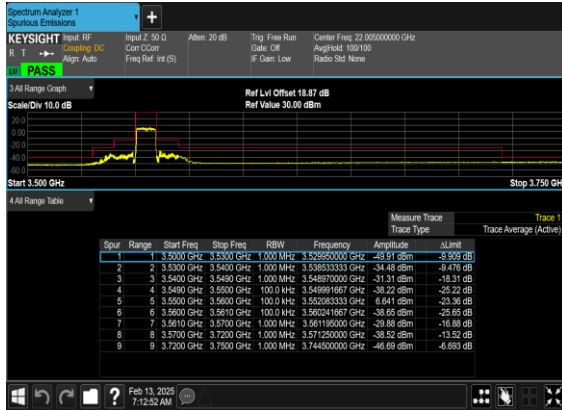 Spectrum Analyzer 1
Spurious Emissions
+
KEYSIGHT Input: RF Input Z: 50 Ω Atten: 20 dB Trig: Free Run Center Freq: 22.005000000 GHz
R T Coupling: DC Corr CCorr Gate: Off Avg|Hold: 100/100
Align: Auto Freq Ref: Int (S) IF Gain: Low Radio Std: None
LU PASS
3 All Range Graph
Ref Lvl Offset 18.87 dB
Scale/Div 10.0 dB Ref Value 30.00 dBm
20.0
0.00
-20.0
-40.0
-60.0
Start 3.500 GHz Stop 3.750 GH
4 All Range Table
Measure Trace Trace 1
Trace Type Trace Average (Active)
Spur Range Start Freq Stop Freq RBW Frequency Amplitude ΔLimit
1 1 3.5000 GHz 3.5300 GHz 1.000 MHz 3.529950000 GHz -49.91 dBm -9.909 dB
2 2 3.5300 GHz 3.5400 GHz 1.000 MHz 3.538533333 GHz -34.48 dBm -9.476 dB
3 3 3.5400 GHz 3.5490 GHz 1.000 MHz 3.548970000 GHz -31.31 dBm -18.31 dB
4 4 3.5490 GHz 3.5500 GHz 100.0 kHz 3.549991667 GHz -38.22 dBm -25.22 dB
5 5 3.5500 GHz 3.5600 GHz 100.0 kHz 3.552083333 GHz 6.641 dBm -23.36 dB
6 6 3.5600 GHz 3.5610 GHz 100.0 kHz 3.560241667 GHz -38.65 dBm -25.65 dB
7 7 3.5610 GHz 3.5700 GHz 1.000 MHz 3.561195000 GHz -29.88 dBm -16.88 dB
8 8 3.5700 GHz 3.7200 GHz 1.000 MHz 3.571250000 GHz -38.52 dBm -13.52 dB
9 9 3.7200 GHz 3.7500 GHz 1.000 MHz 3.744500000 GHz -46.69 dBm -6.693 dB
? Feb 13, 2025
7:12:52 AM